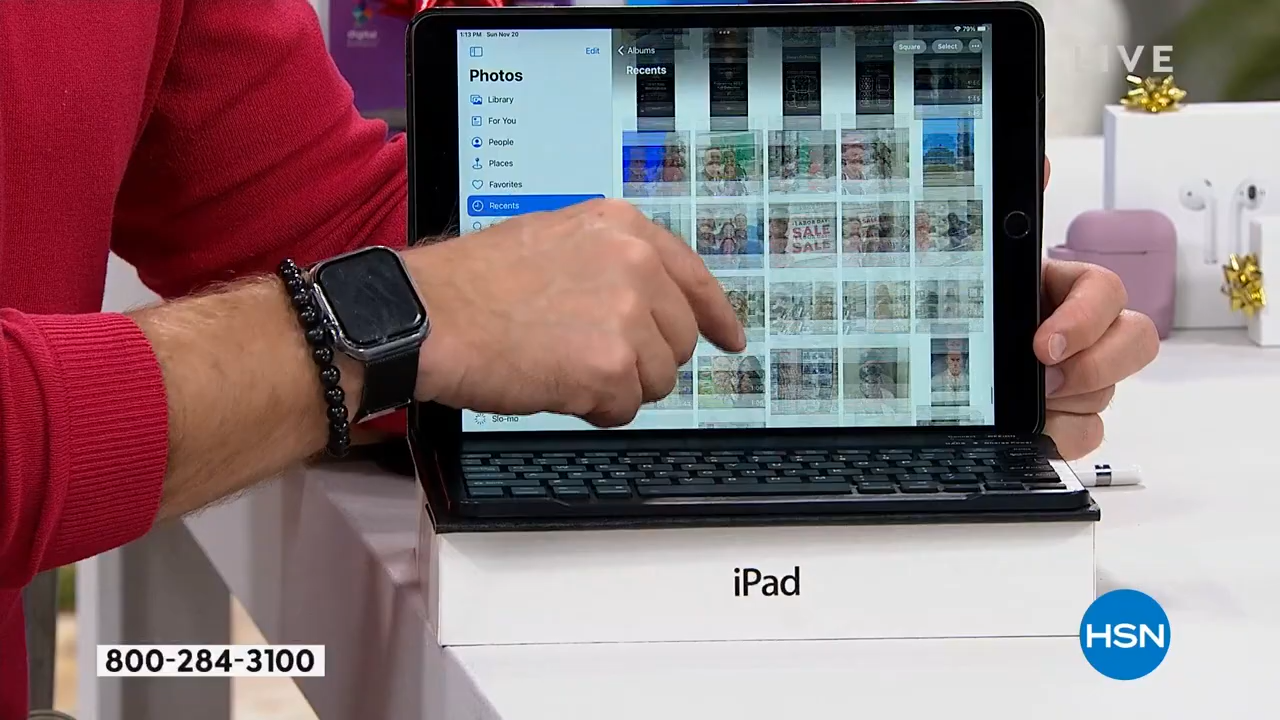 digital
1:13 PM Sun Nov 20
79%
Edit
Albums
Square
Select
Photos
Recents
LIVE
Library
For You
People
Places
Favorites
Recents
LABOR DAY
SALE
SALE
Slo-mo
iPad
HSN
800-284-3100